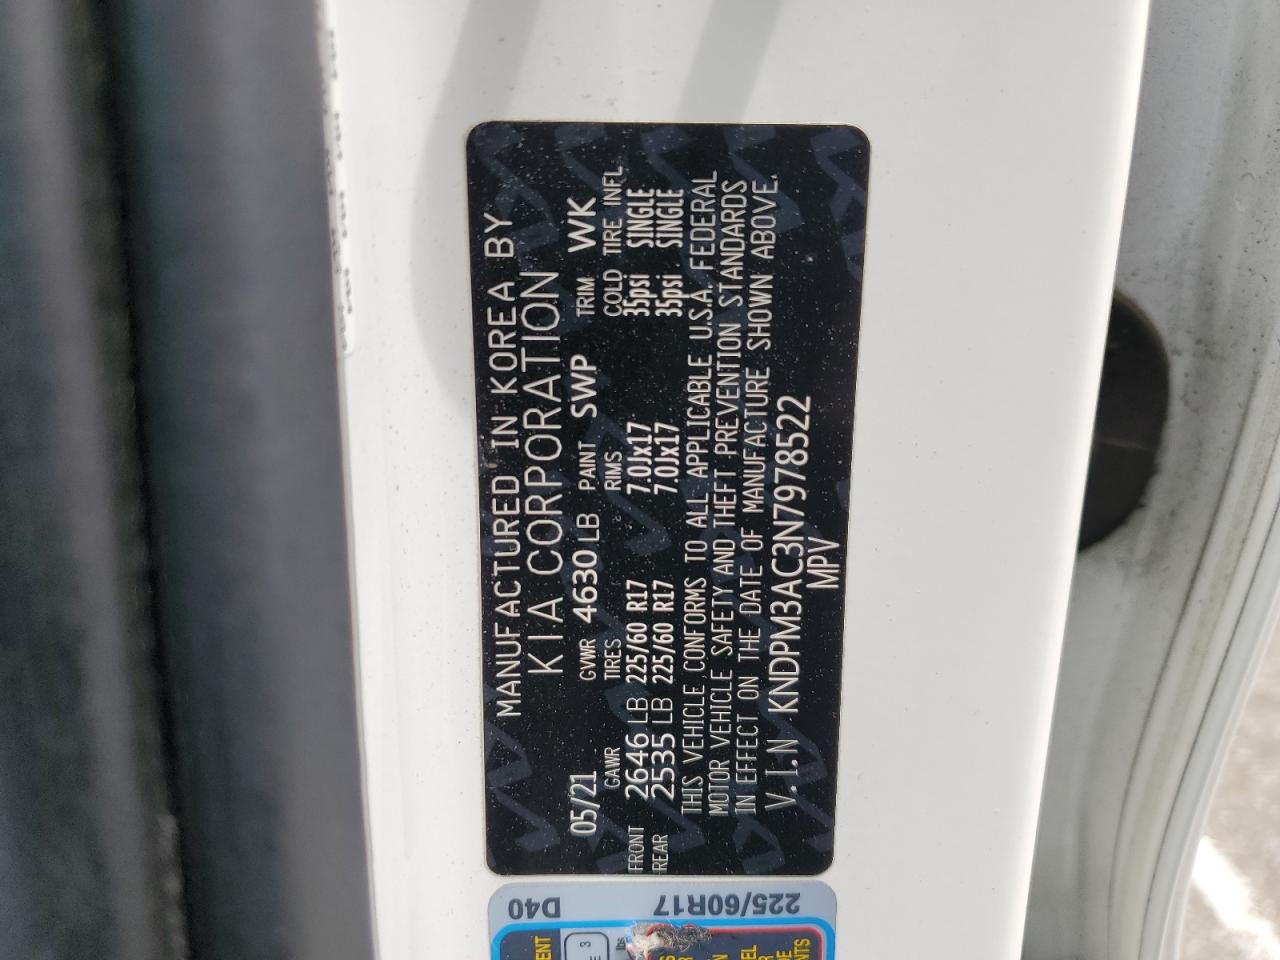 MANUFACTURED IN KOREA BY
KIA CORPORATION
05/21 GVWR 4630 LB PAINT SWP TRIM WK
GAWR TIRES RIMS COLD TIRE INFL
FRONT 2646 LB 225/60 R17 7.0Jx17 35psi SINGLE
REAR 2535 LB 225/60 R17 7.0Jx17 35psi SINGLE
THIS VEHICLE CONFORMS TO ALL APPLICABLE U.S.A. FEDERAL
MOTOR VEHICLE SAFETY AND THEFT PREVENTION STANDARDS
IN EFFECT ON THE DATE OF MANUFACTURE SHOWN ABOVE.
V.I.N KNDPM3AC3N7978522
MPV
D40
225/60R17